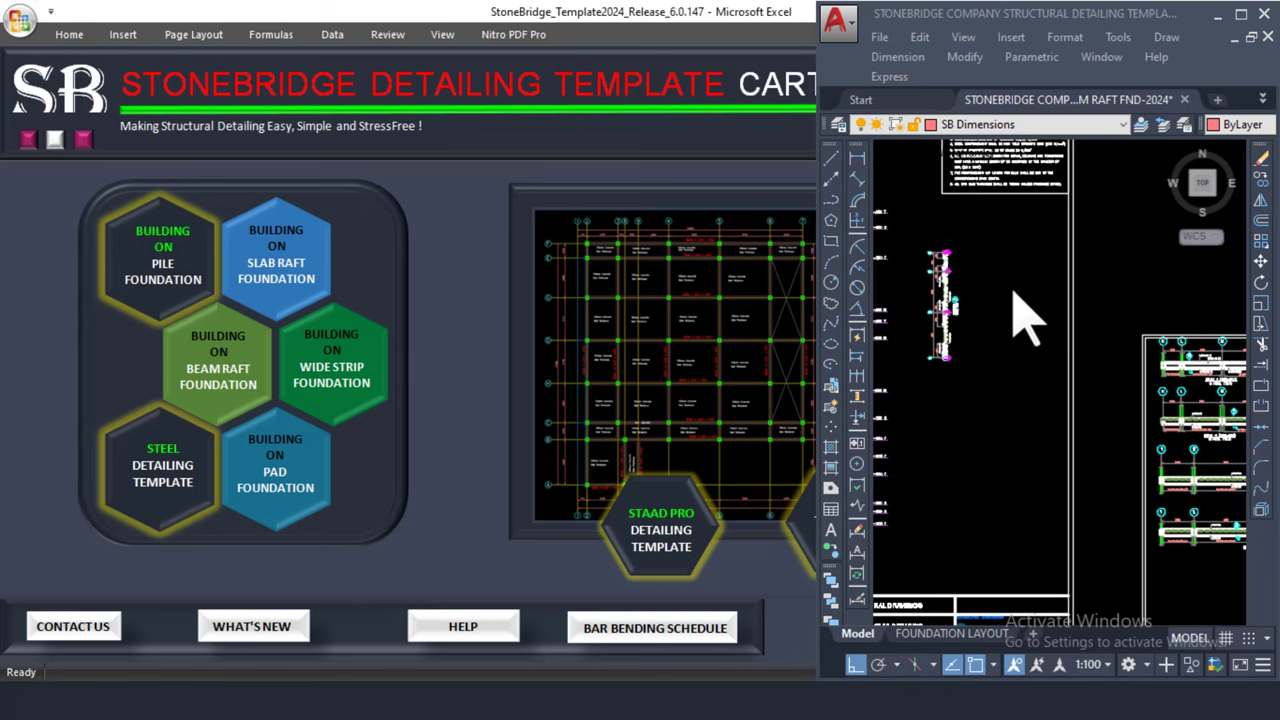 StoneBridge_Template2024_Release_6.0.147 - Microsoft Excel
Home Insert Page Layout Formulas Data Review View Nitro PDF Pro
SB
STONEBRIDGE DETAILING TEMPLATE CART
Making Structural Detailing Easy, Simple and StressFree !
BUILDING
ON
PILE
FOUNDATION
BUILDING
ON
SLAB RAFT
FOUNDATION
BUILDING
ON
BEAM RAFT
FOUNDATION
BUILDING
ON
WIDE STRIP
FOUNDATION
STEEL
DETAILING
TEMPLATE
BUILDING
ON
PAD
FOUNDATION
STAAD PRO
DETAILING
TEMPLATE
CONTACT US
WHAT'S NEW
HELP
BAR BENDING SCHEDULE
Ready
STONEBRIDGE COMPANY STRUCTURAL DETAILING TEMPLA...
File Edit View Insert Format Tools Draw
Dimension Modify Parametric Window Help
Express
Start
STONEBRIDGE COMP...M RAFT FND-2024*
SB Dimensions
ByLayer
N
W TOP E
S
WCS
Activate Windows
Go to Settings to activate Windows.
Model FOUNDATION LAYOUT
MODEL
1:100